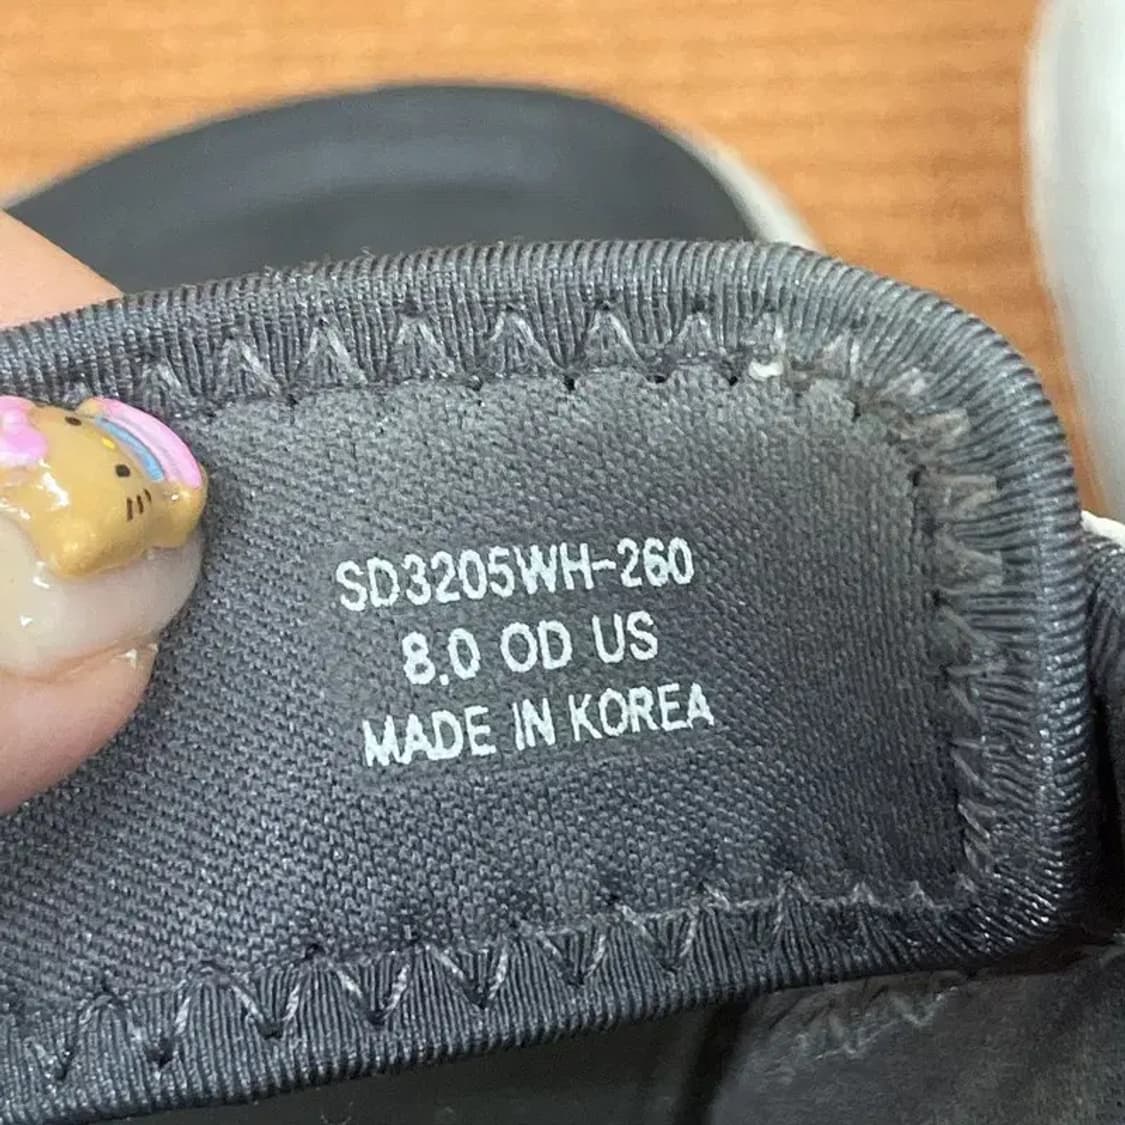 SD3205WH-260
8.0 OD US
MADE IN KOREA